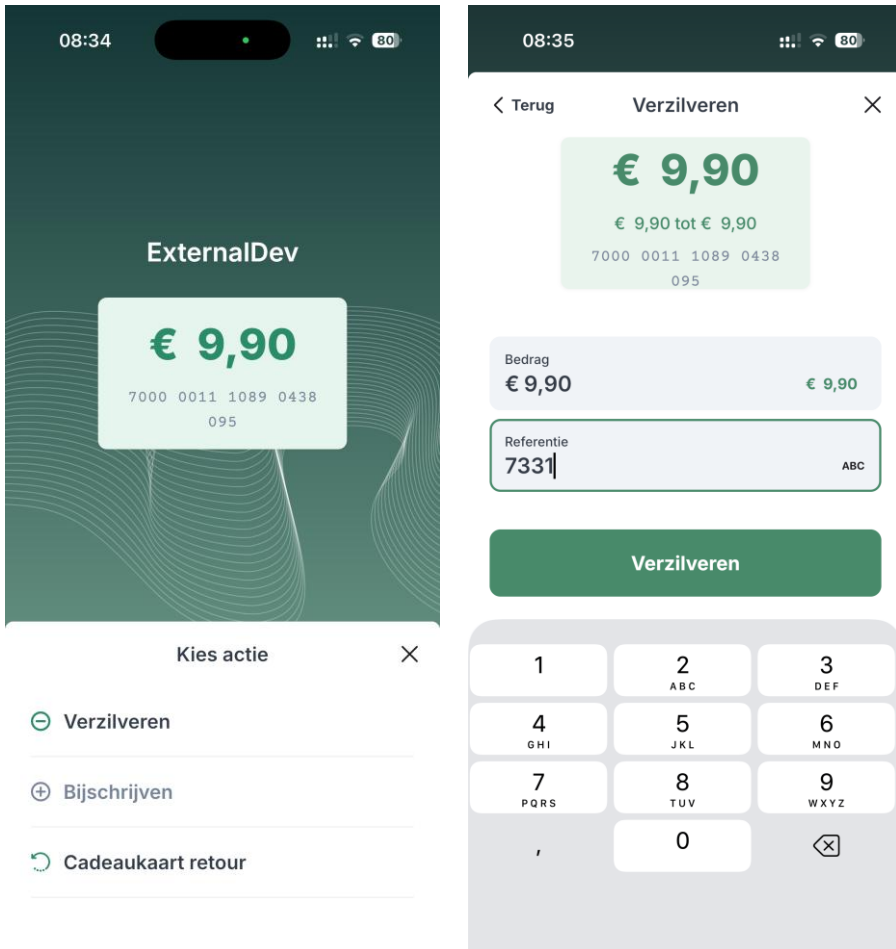 08:34
80
ExternalDev
€ 9,90
7000 0011 1089 0438
095
Kies actie
Verzilveren
Bijschrijven
Cadeaukaart retour
08:35
80
Terug
Verzilveren
€ 9,90
€ 9,90 tot € 9,90
7000 0011 1089 0438
095
Bedrag
€ 9,90
€ 9,90
Referentie
7331
ABC
Verzilveren
1
2
ABC
3
DEF
4
GHI
5
JKL
6
MNO
7
PQRS
8
TUV
9
WXYZ
,
0